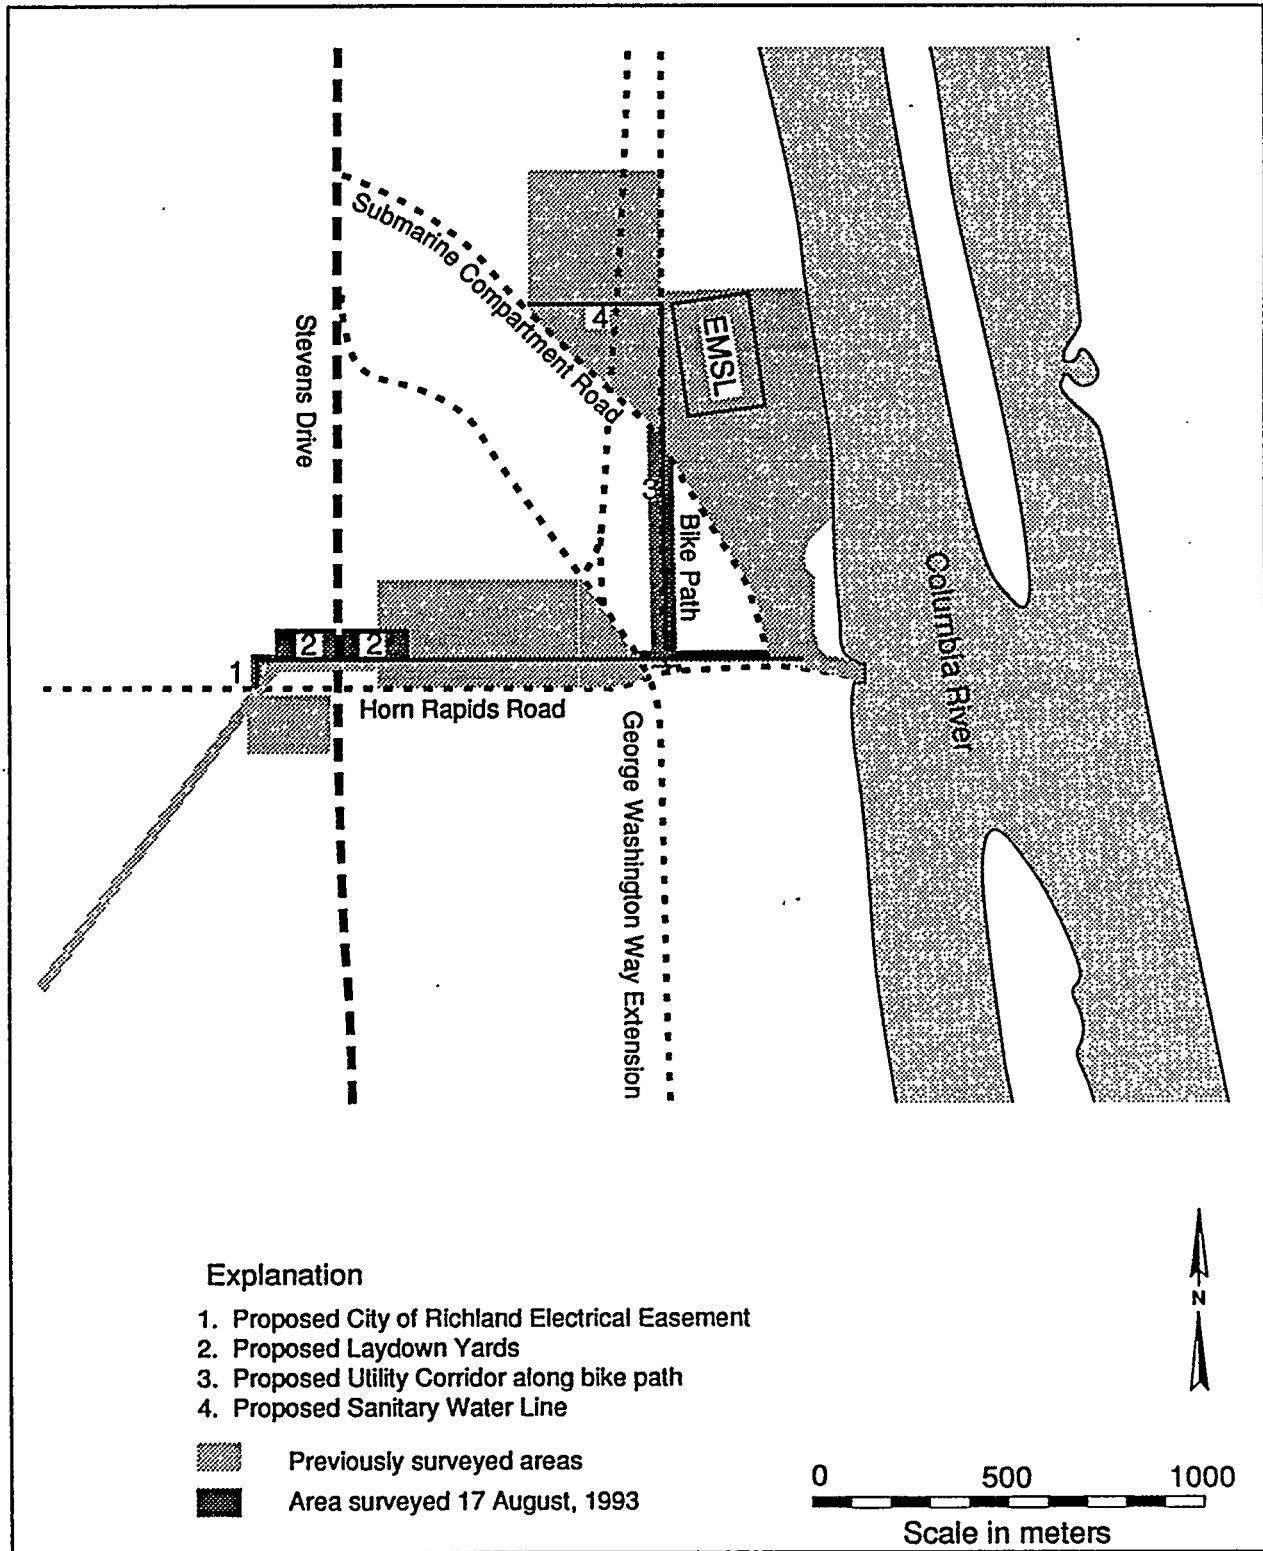 Submarine Compartment Road
4
EMSL
Stevens Drive
3
Bike Path
Columbia River
2
2
1
Horn Rapids Road
George Washington Way Extension
Explanation
1. Proposed City of Richland Electrical Easement
2. Proposed Laydown Yards
3. Proposed Utility Corridor along bike path
4. Proposed Sanitary Water Line
Previously surveyed areas
Area surveyed 17 August, 1993
N
0 500 1000
Scale in meters